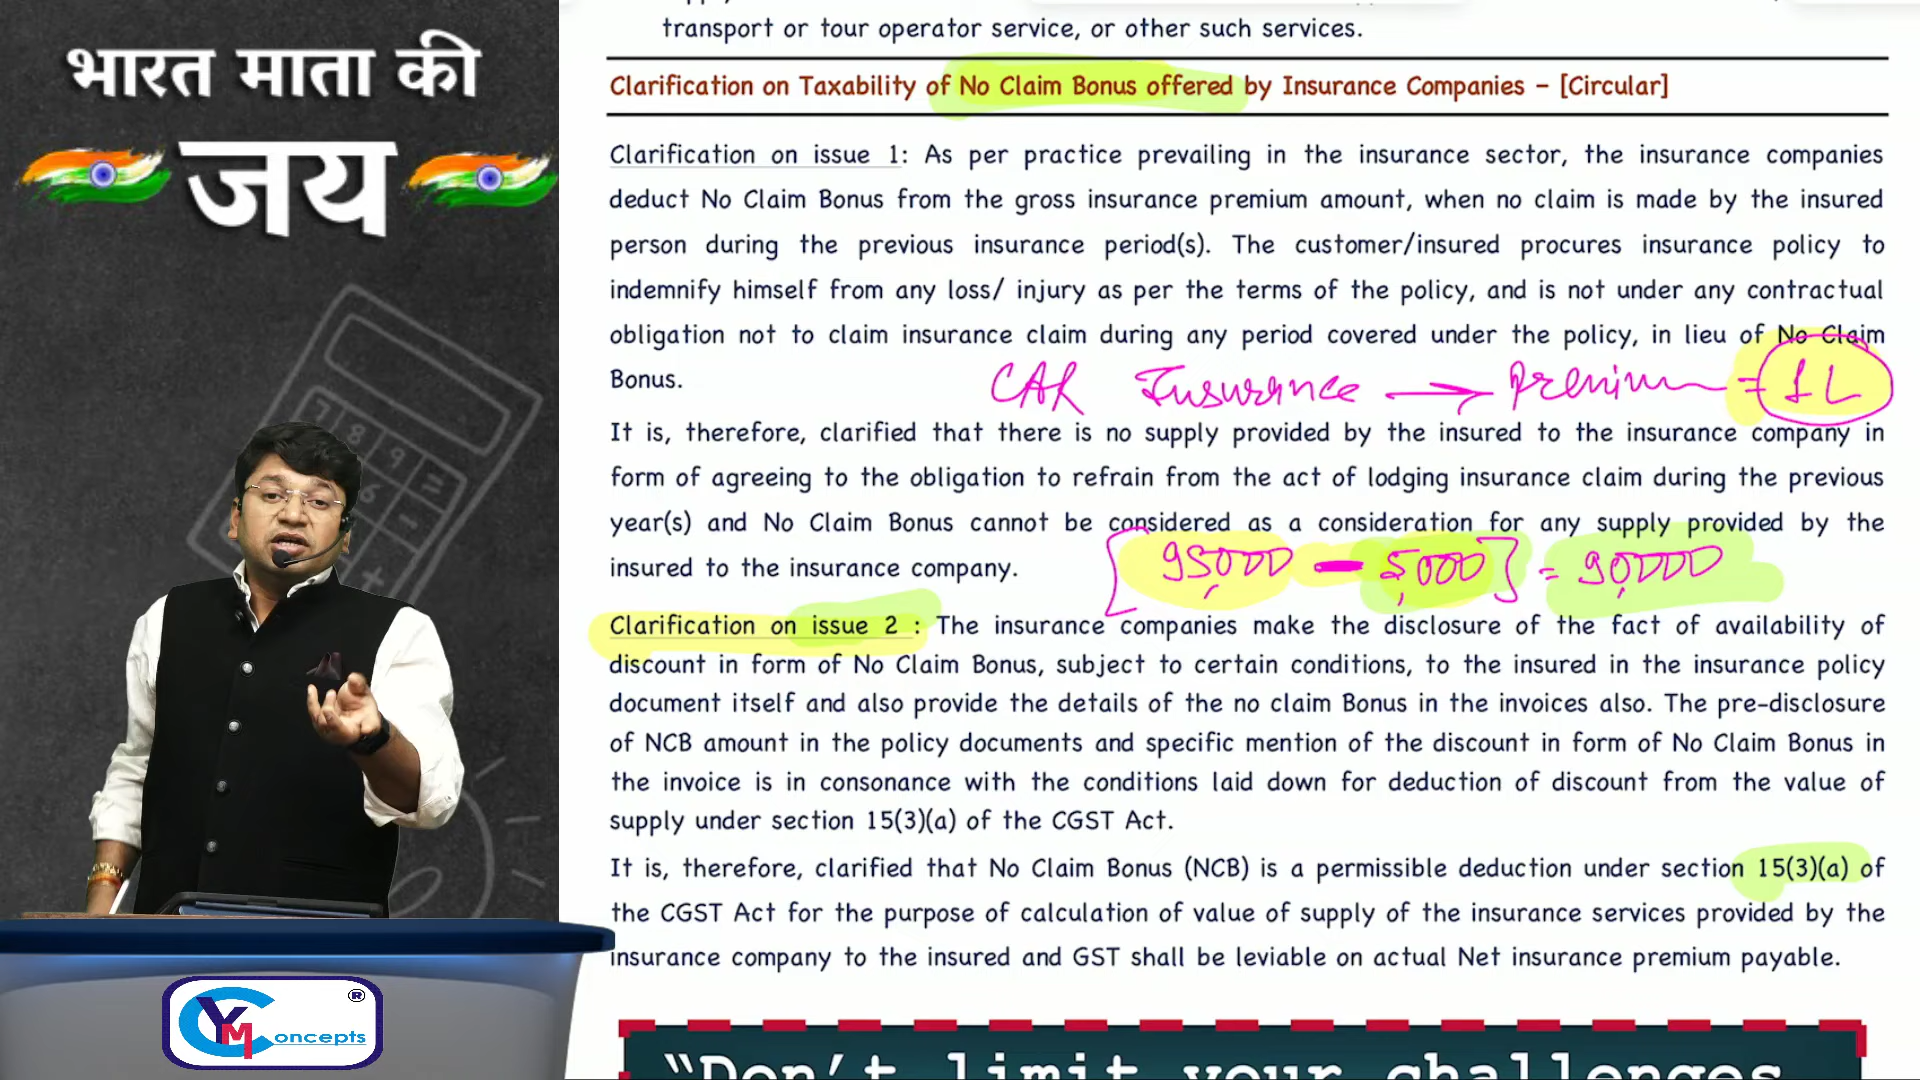 भारत माता की
जय
transport or tour operator service, or other such services.
Clarification on Taxability of No Claim Bonus offered by Insurance Companies – [Circular]
Clarification on issue 1: As per practice prevailing in the insurance sector, the insurance companies
deduct No Claim Bonus from the gross insurance premium amount, when no claim is made by the insured
person during the previous insurance period(s). The customer/insured procures insurance policy to
indemnify himself from any loss/ injury as per the terms of the policy, and is not under any contractual
obligation not to claim insurance claim during any period covered under the policy, in lieu of No Claim
Bonus.
CAR Insurance → Premium = 1 L
It is, therefore, clarified that there is no supply provided by the insured to the insurance company in
form of agreeing to the obligation to refrain from the act of lodging insurance claim during the previous
year(s) and No Claim Bonus cannot be considered as a consideration for any supply provided by the
insured to the insurance company.
[95,000 - 5,000] = 90,000
Clarification on issue 2 : The insurance companies make the disclosure of the fact of availability of
discount in form of No Claim Bonus, subject to certain conditions, to the insured in the insurance policy
document itself and also provide the details of the no claim Bonus in the invoices also. The pre-disclosure
of NCB amount in the policy documents and specific mention of the discount in form of No Claim Bonus in
the invoice is in consonance with the conditions laid down for deduction of discount from the value of
supply under section 15(3)(a) of the CGST Act.
It is, therefore, clarified that No Claim Bonus (NCB) is a permissible deduction under section 15(3)(a) of
the CGST Act for the purpose of calculation of value of supply of the insurance services provided by the
insurance company to the insured and GST shall be leviable on actual Net insurance premium payable.
"Don't limit your challenges
CYM oncepts ®